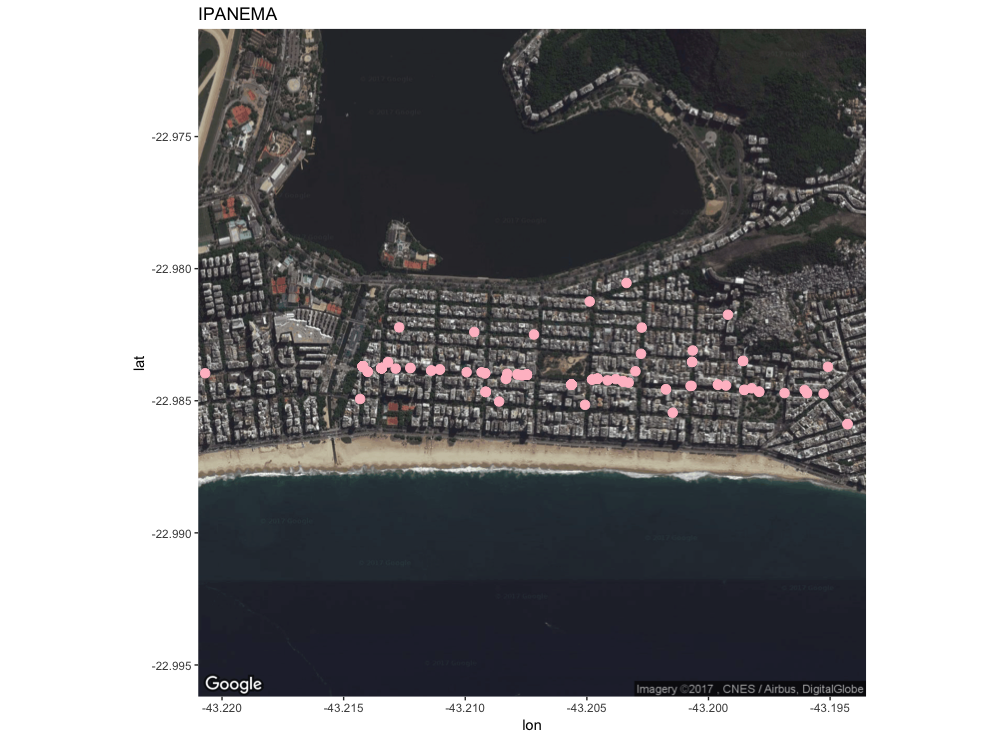 IPANEMA
lat
-22.975
-22.980
-22.985
-22.990
-22.995
Google
Imagery ©2017 , CNES / Airbus, DigitalGlobe
-43.220 -43.215 -43.210 -43.205 -43.200 -43.195
lon